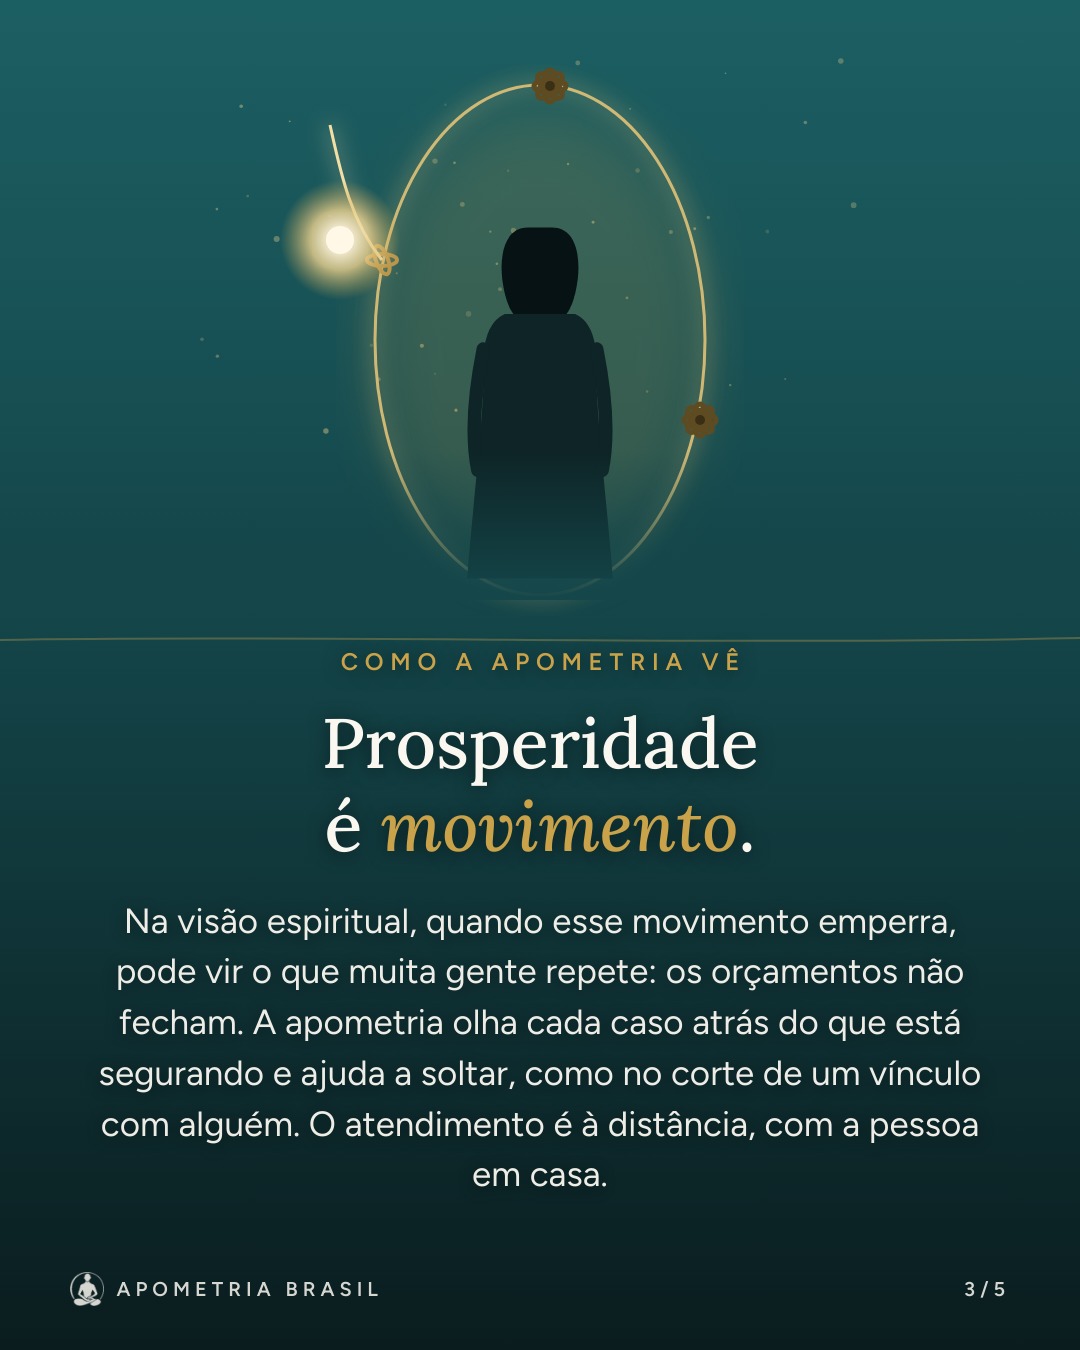 COMO A APOMETRIA VÊ
Prosperidade
é movimento.
Na visão espiritual, quando esse movimento emperra,
pode vir o que muita gente repete: os orçamentos não
fecham. A apometria olha cada caso atrás do que está
segurando e ajuda a soltar, como no corte de um vínculo
com alguém. O atendimento é à distância, com a pessoa
em casa.
APOMETRIA BRASIL
3/5